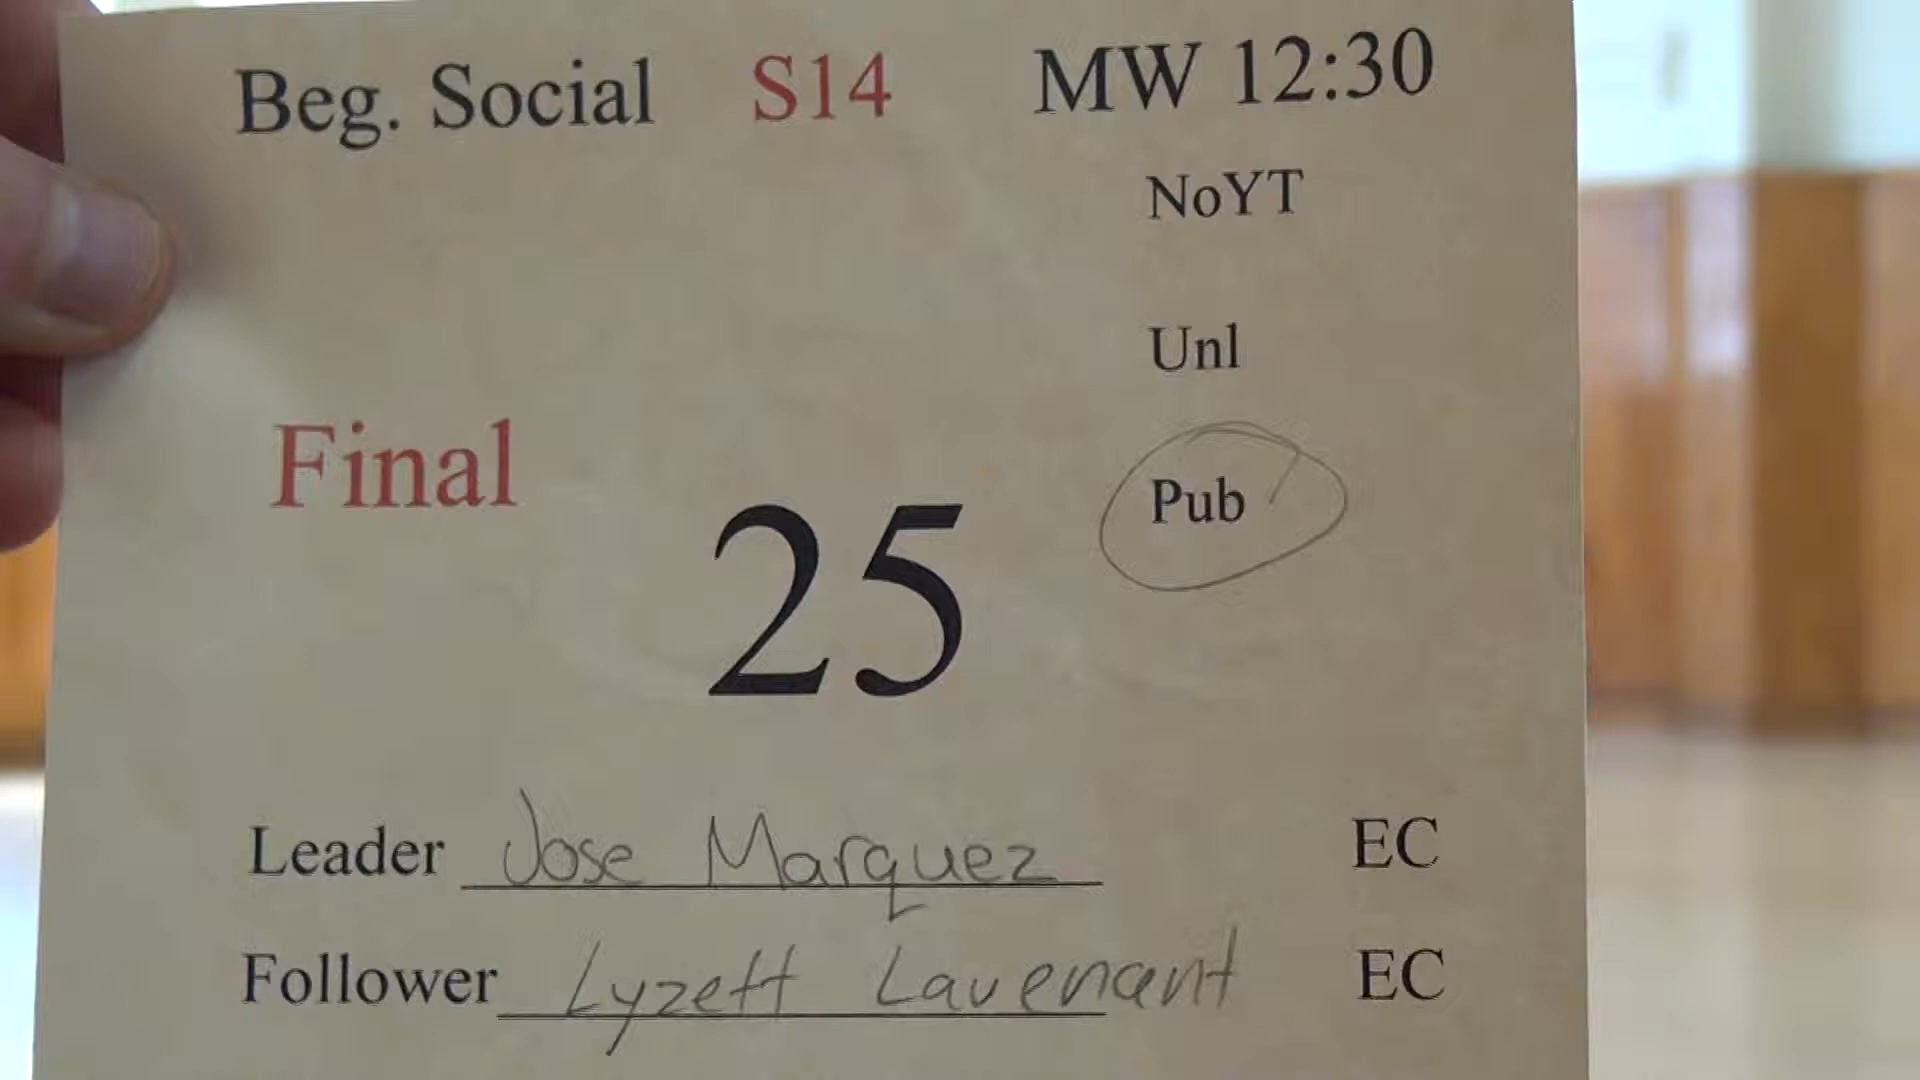 Beg. Social S14 MW 12:30
NoYT
Unl
Final
Pub
25
Leader Jose Marquez EC
Follower Lyzett Lavenant EC